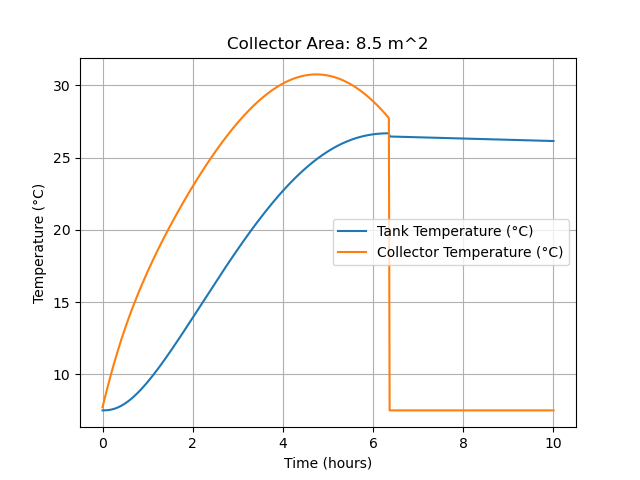 Collector Area: 8.5 m^2
30
25
20
15
10
Temperature (°C)
Tank Temperature (°C)
Collector Temperature (°C)
0 2 4 6 8 10
Time (hours)